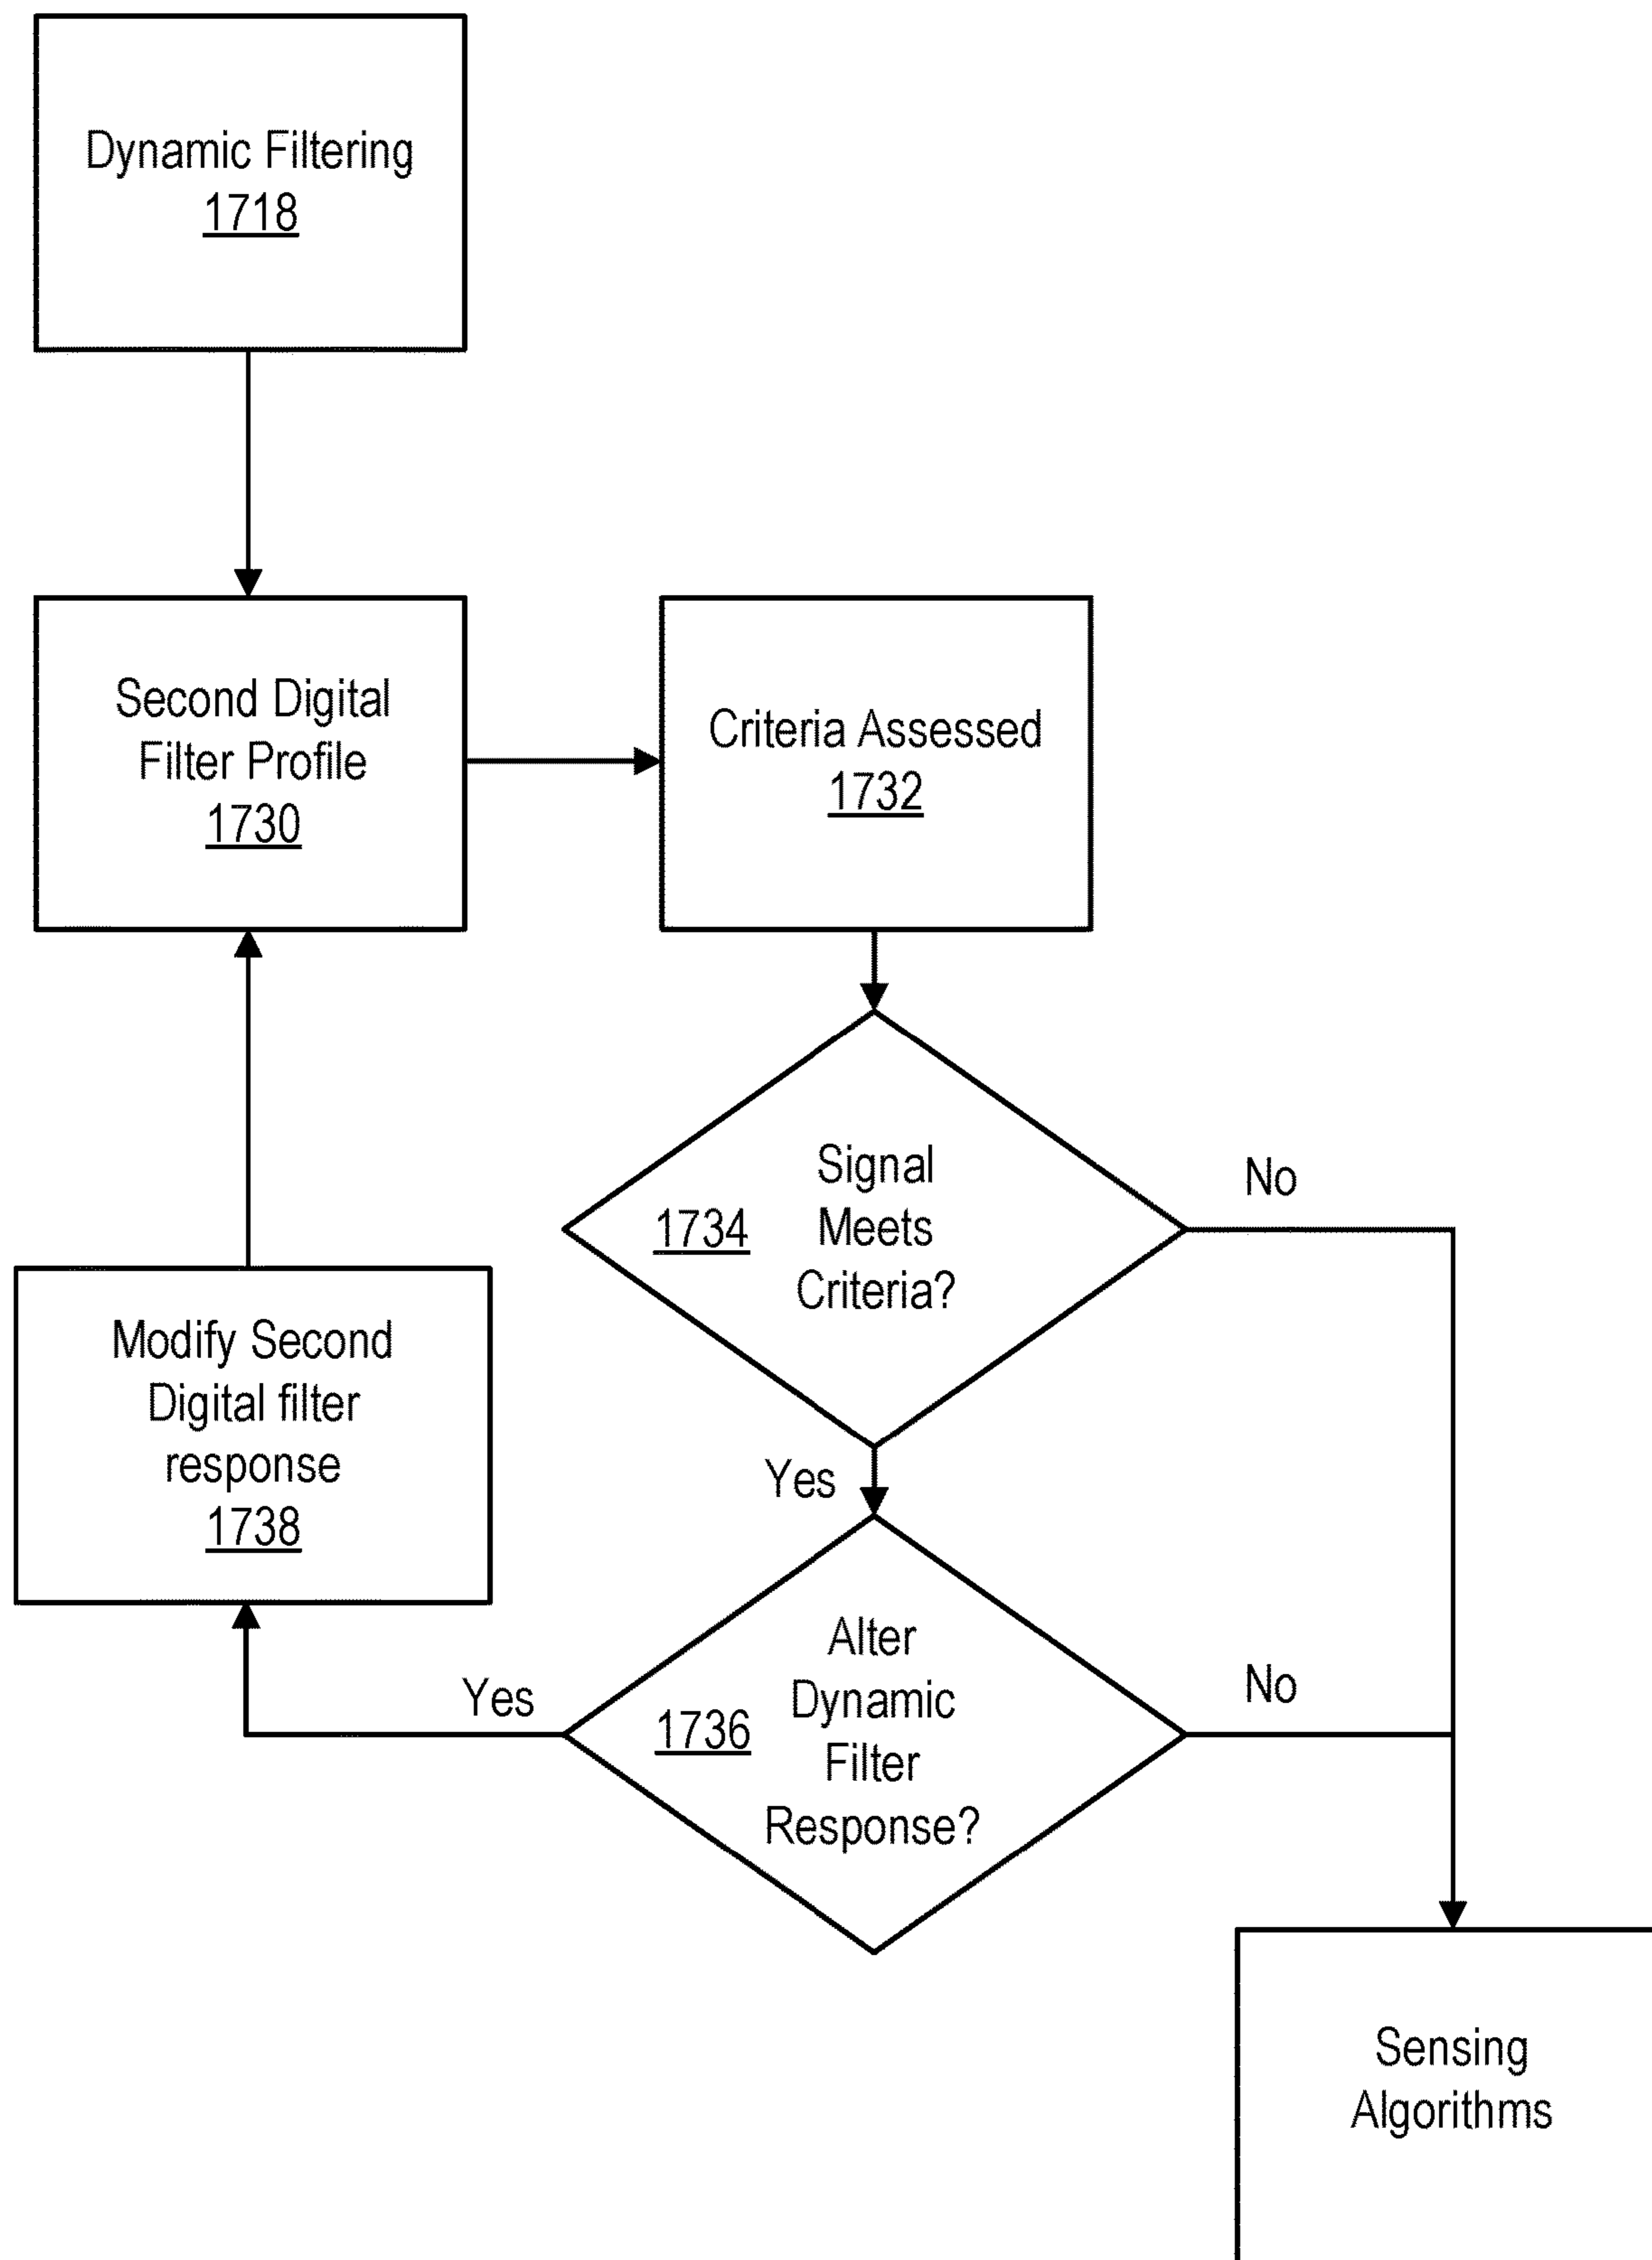 Dynamic Filtering
1718
Second Digital
Filter Profile
1730
Criteria Assessed
1732
Signal
Meets
Criteria?
1734
No
Yes
Modify Second
Digital filter
response
1738
Alter
Dynamic
Filter
Response?
1736
Yes
No
Sensing
Algorithms